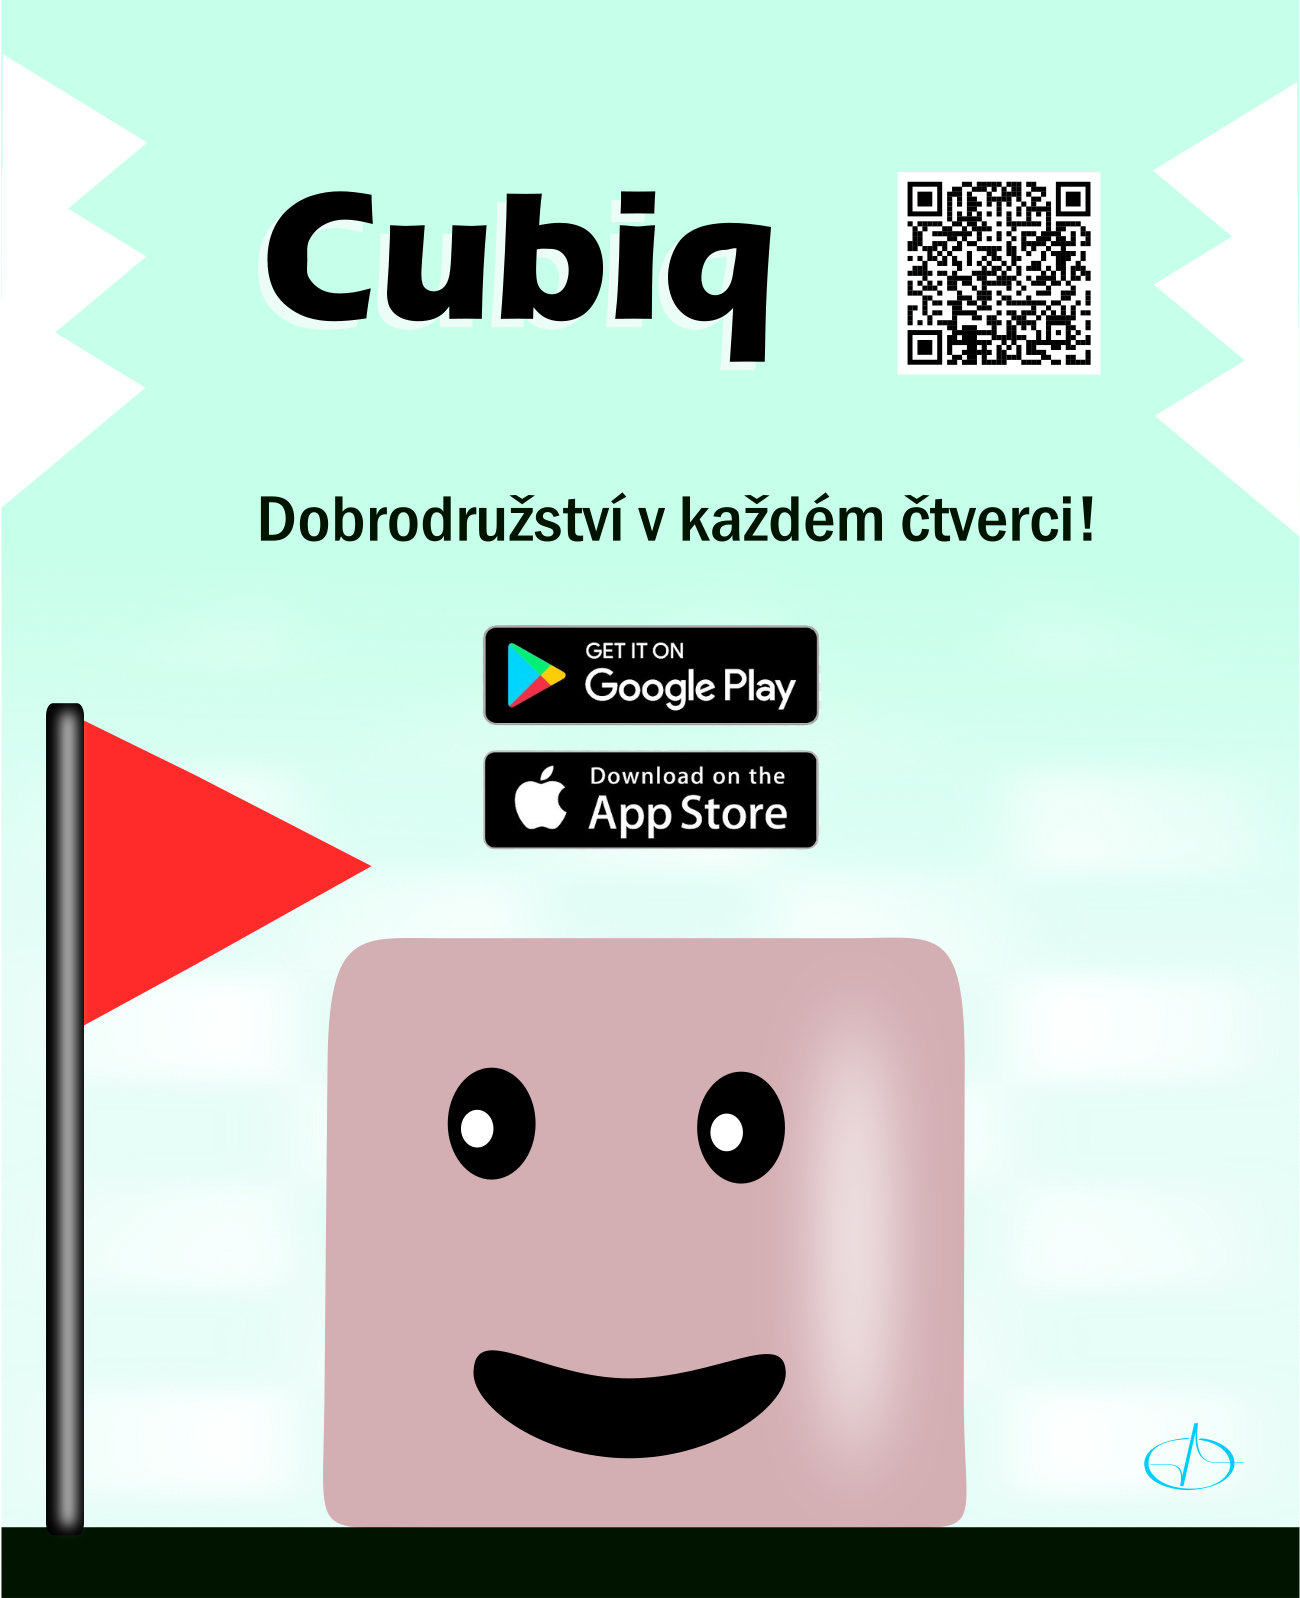 Cubiq
Dobrodružství v každém čtverci!
GET IT ON
Google Play
Download on the
App Store